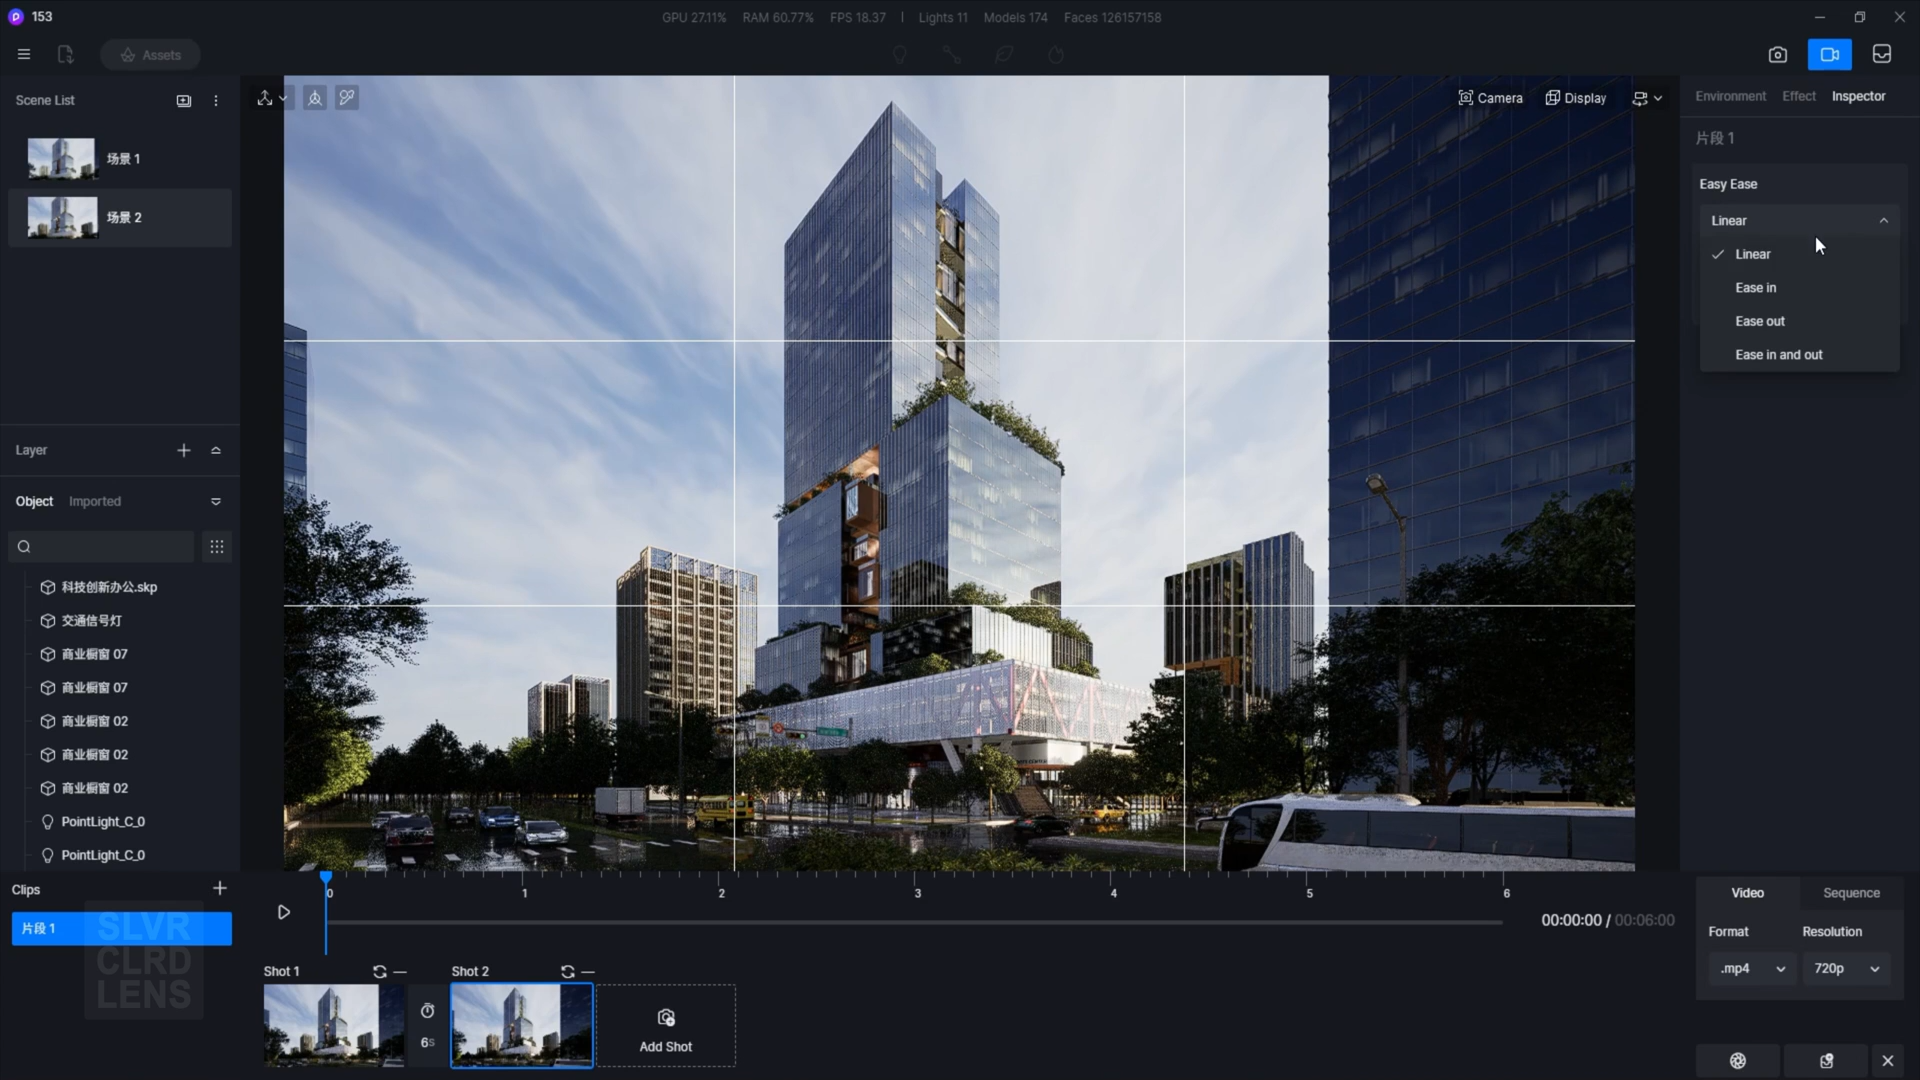 153
GPU 27.11% RAM 60.77% FPS 18.37 | Lights 11 Models 174 Faces 126157158
Assets
Scene List
场景 1
场景 2
Camera
Display
Environment Effect Inspector
片段 1
Easy Ease
Linear
Linear
Ease in
Ease out
Ease in and out
Layer
Object Imported
科技创新办公.skp
交通信号灯
商业橱窗 07
商业橱窗 07
商业橱窗 02
商业橱窗 02
商业橱窗 02
PointLight_C_0
PointLight_C_0
Clips
片段 1
SLVR
CLRD
LENS
0 1 2 3 4 5 6
00:00:00 / 00:06:00
Shot 1
6s
Shot 2
Add Shot
Video Sequence
Format Resolution
.mp4 720p